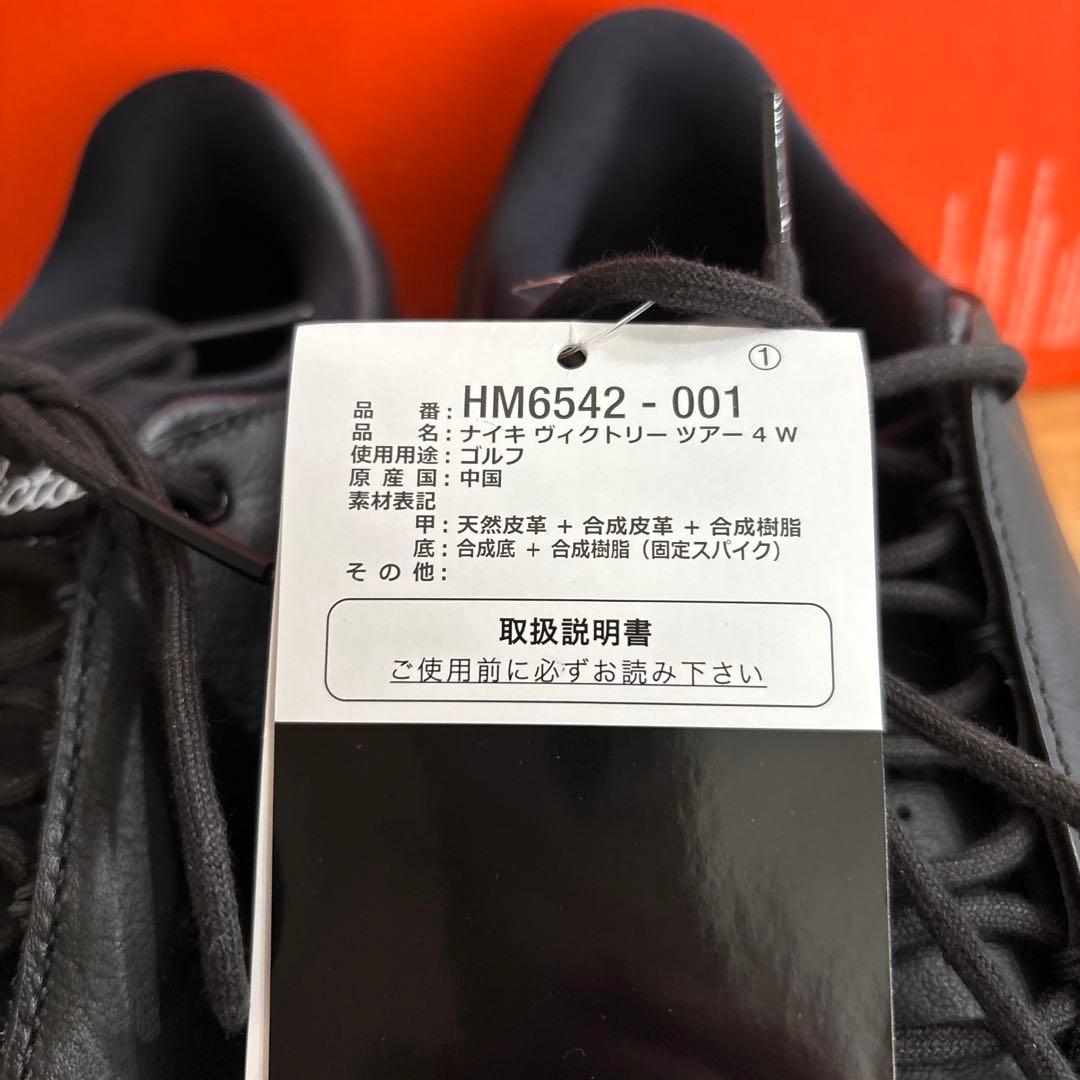 ①
品 番: HM6542 - 001
品 名: ナイキ ヴィクトリー ツアー 4 W
使用用途: ゴルフ
原産国: 中国
素材表記
甲: 天然皮革 + 合成皮革 + 合成樹脂
底: 合成底 + 合成樹脂 (固定スパイク)
その他:
取扱説明書
ご使用前に必ずお読み下さい